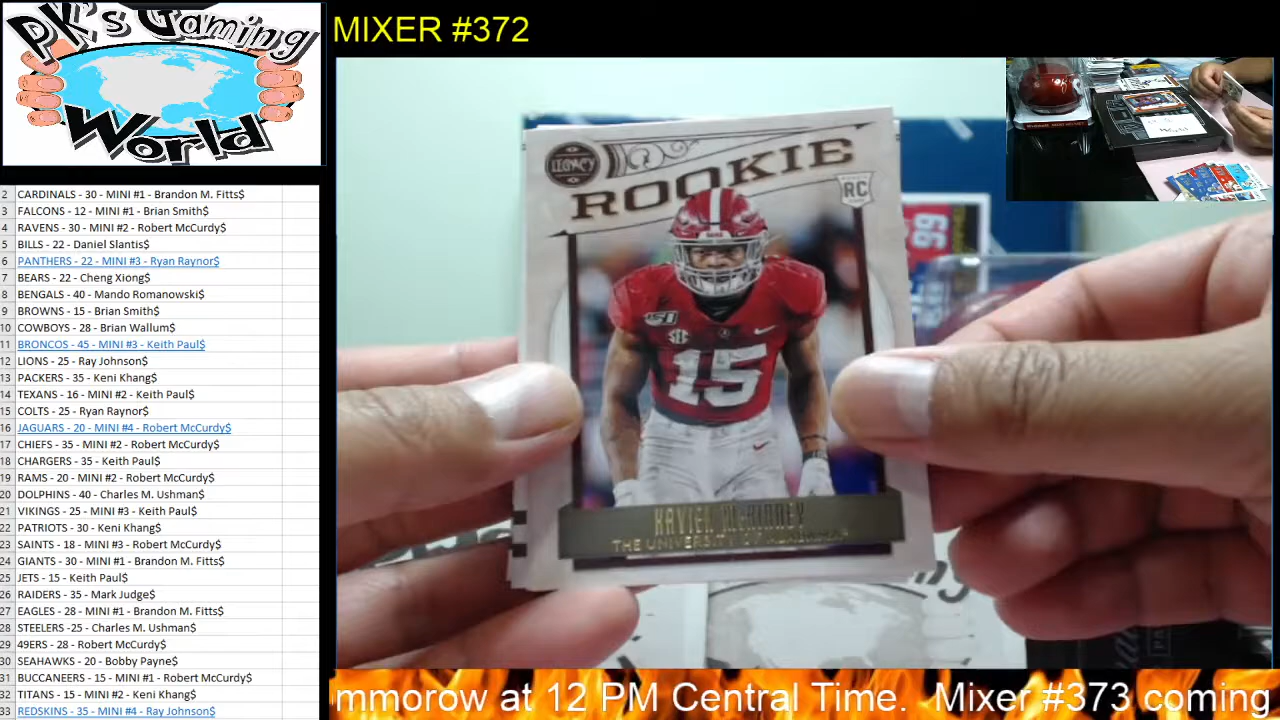 PK's Gaming
World
MIXER #372
2 CARDINALS - 30 - MINI #1 - Brandon M. Fitts$
3 FALCONS - 12 - MINI #1 - Brian Smith$
4 RAVENS - 30 - MINI #2 - Robert McCurdy$
5 BILLS - 22 - Daniel Slantis$
6 PANTHERS - 22 - MINI #3 - Ryan Raynor$
7 BEARS - 22 - Cheng Xiong$
8 BENGALS - 40 - Mando Romanowski$
9 BROWNS - 15 - Brian Smith$
10 COWBOYS - 28 - Brian Wallum$
11 BRONCOS - 45 - MINI #3 - Keith Paul$
12 LIONS - 25 - Ray Johnson$
13 PACKERS - 35 - Keni Khang$
14 TEXANS - 16 - MINI #2 - Keith Paul$
15 COLTS - 25 - Ryan Raynor$
16 JAGUARS - 20 - MINI #4 - Robert McCurdy$
17 CHIEFS - 35 - MINI #2 - Robert McCurdy$
18 CHARGERS - 35 - Keith Paul$
19 RAMS - 20 - MINI #2 - Robert McCurdy$
20 DOLPHINS - 40 - Charles M. Ushman$
21 VIKINGS - 25 - MINI #3 - Keith Paul$
22 PATRIOTS - 30 - Keni Khang$
23 SAINTS - 18 - MINI #3 - Robert McCurdy$
24 GIANTS - 30 - MINI #1 - Brandon M. Fitts$
25 JETS - 15 - Keith Paul$
26 RAIDERS - 35 - Mark Judge$
27 EAGLES - 28 - MINI #1 - Brandon M. Fitts$
28 STEELERS -25 - Charles M. Ushman$
29 49ERS - 28 - Robert McCurdy$
30 SEAHAWKS - 20 - Bobby Payne$
31 BUCCANEERS - 15 - MINI #1 - Robert McCurdy$
32 TITANS - 15 - MINI #2 - Keni Khang$
33 REDSKINS - 35 - MINI #4 - Ray Johnson$
LEGACY
ROOKIE
RC
150
SEC
15
XAVIER MCKINNEY
THE UNIVERSITY OF ALABAMA
99
mmorow at 12 PM Central Time. Mixer #373 coming